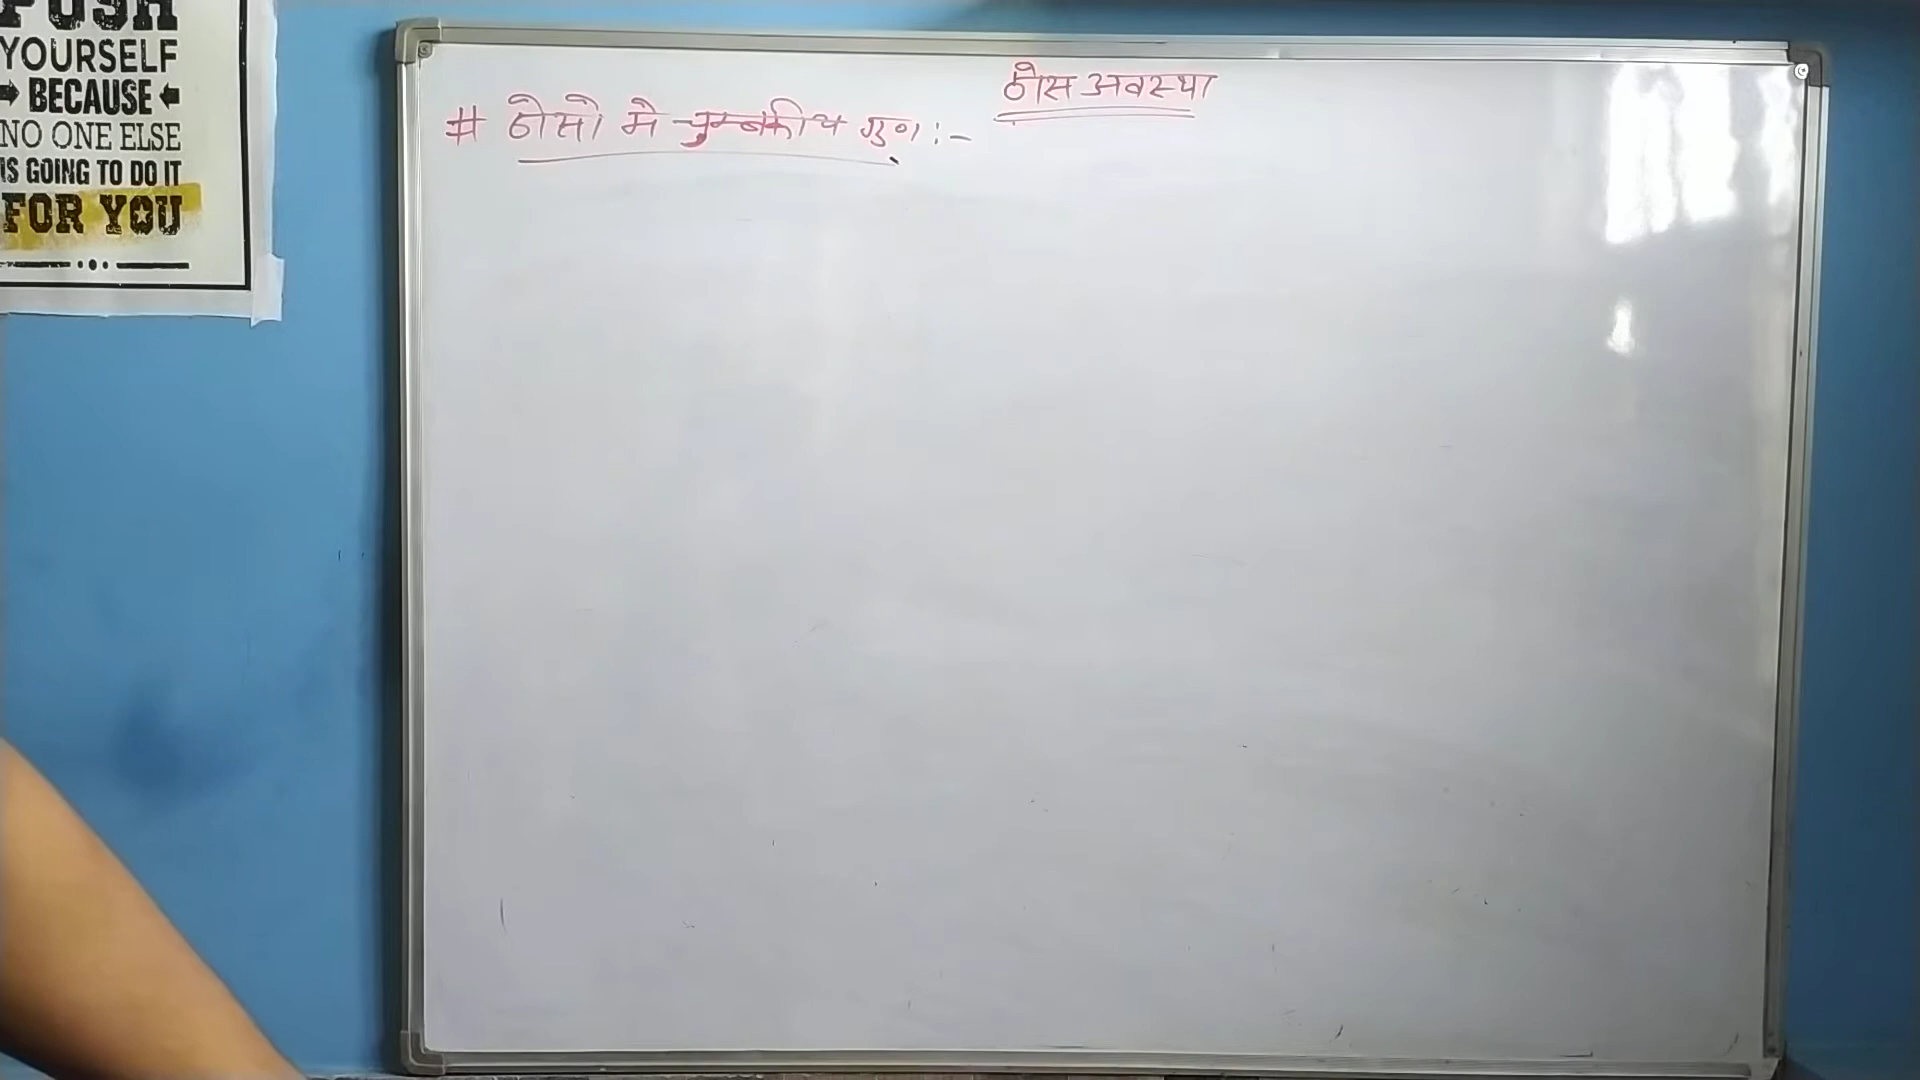 PUSH
YOURSELF
BECAUSE
NO ONE ELSE
IS GOING TO DO IT
FOR YOU
ठोस अवस्था
# ठोसो मे चुम्बकीय गुण :-